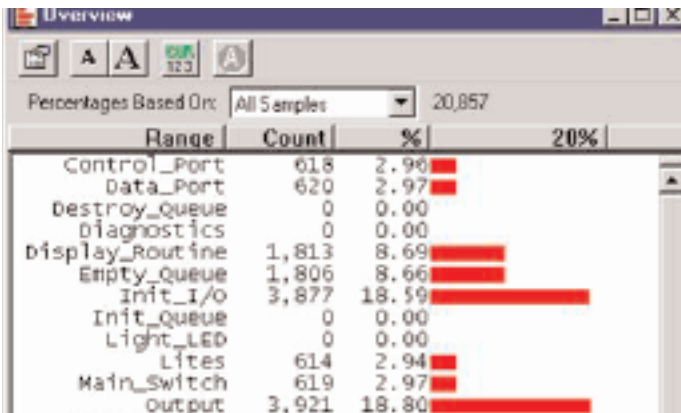 Overview
A A
123
Percentages Based On: All Samples 20,857
Range Count % 20%
Control_Port 618 2.96
Data_Port 620 2.97
Destroy_Queue 0 0.00
Diagnostics 0 0.00
Display_Routine 1,813 8.69
Empty_Queue 1,806 8.66
Init_I/O 3,877 18.59
Init_Queue 0 0.00
Light_LED 0 0.00
Lites 614 2.94
Main_Switch 619 2.97
Output 3,921 18.80